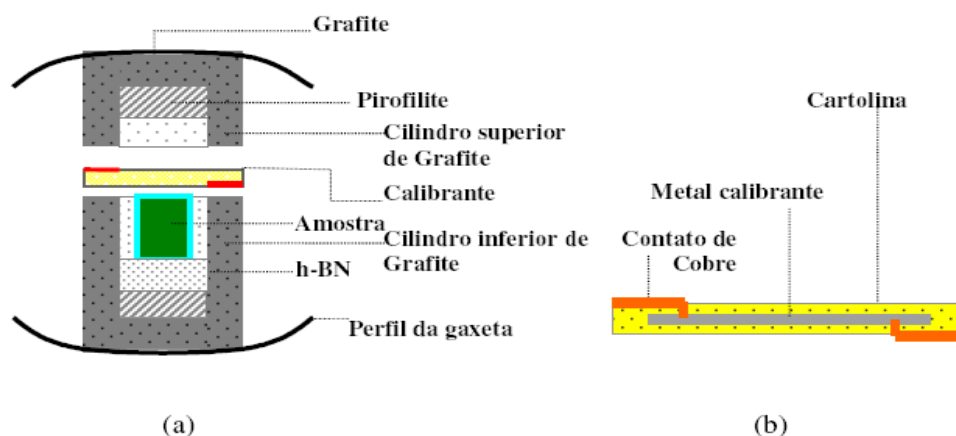 Grafite
Pirofilite
Cilindro superior
de Grafite
Calibrante
Amostra
Cilindro inferior de
Grafite
h-BN
Perfil da gaxeta
(a)
Cartolina
Metal calibrante
Contato de
Cobre
(b)